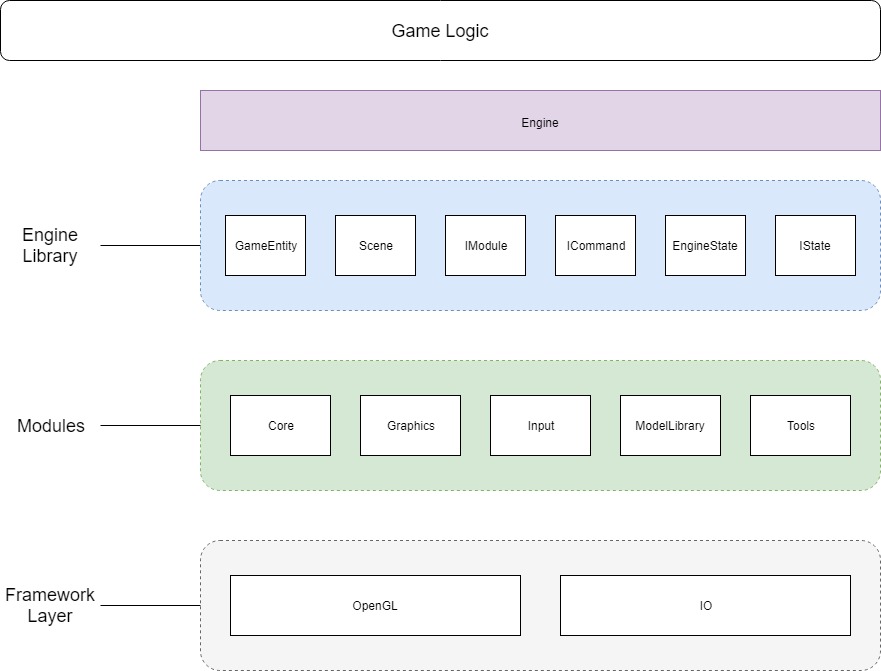 Game Logic
Engine
Engine
Library
GameEntity
Scene
IModule
ICommand
EngineState
IState
Modules
Core
Graphics
Input
ModelLibrary
Tools
Framework
Layer
OpenGL
IO